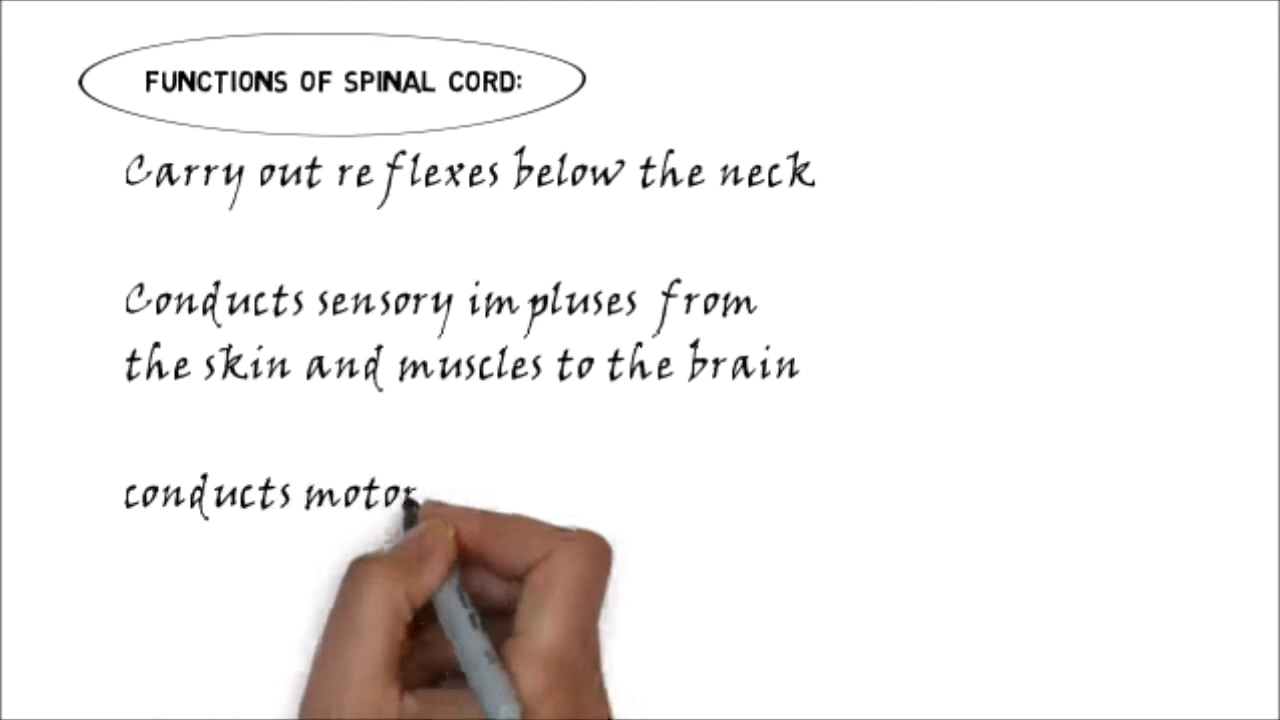 FUNCTIONS OF SPINAL CORD:
Carry out reflexes below the neck
Conducts sensory impluses from
the skin and muscles to the brain
conducts motor